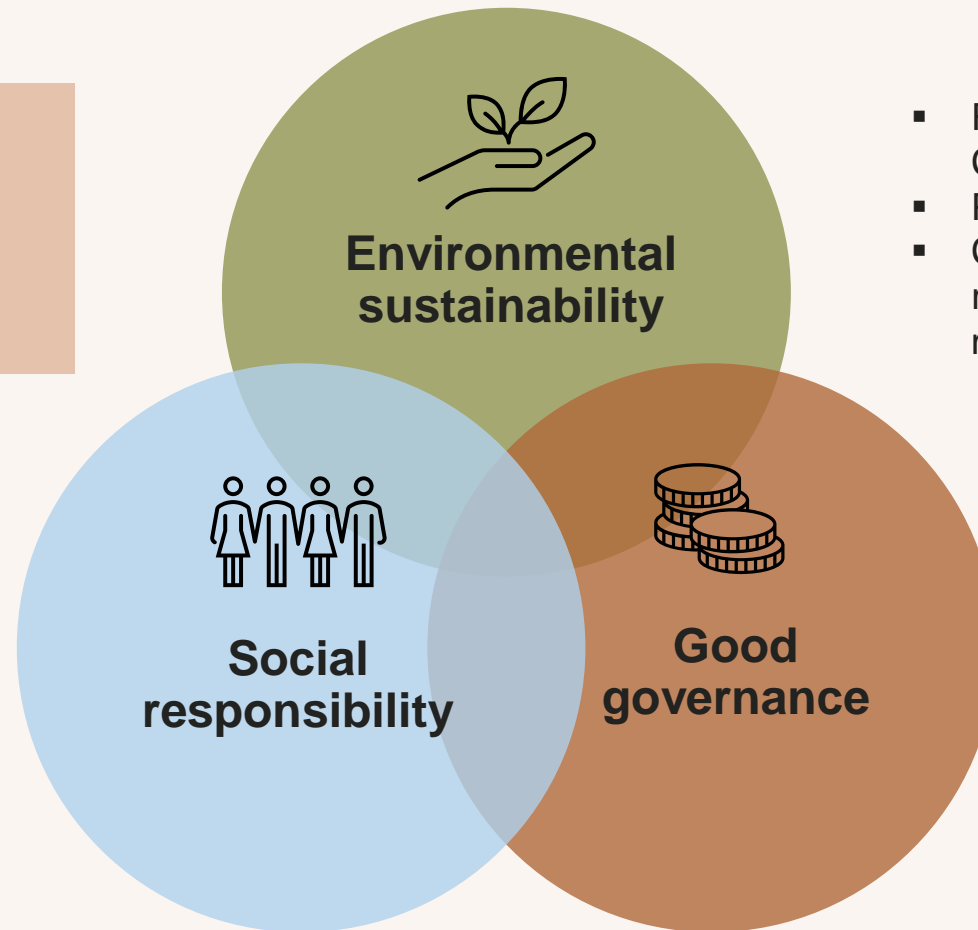 Environmental
sustainability
Social
responsibility
Good
governance